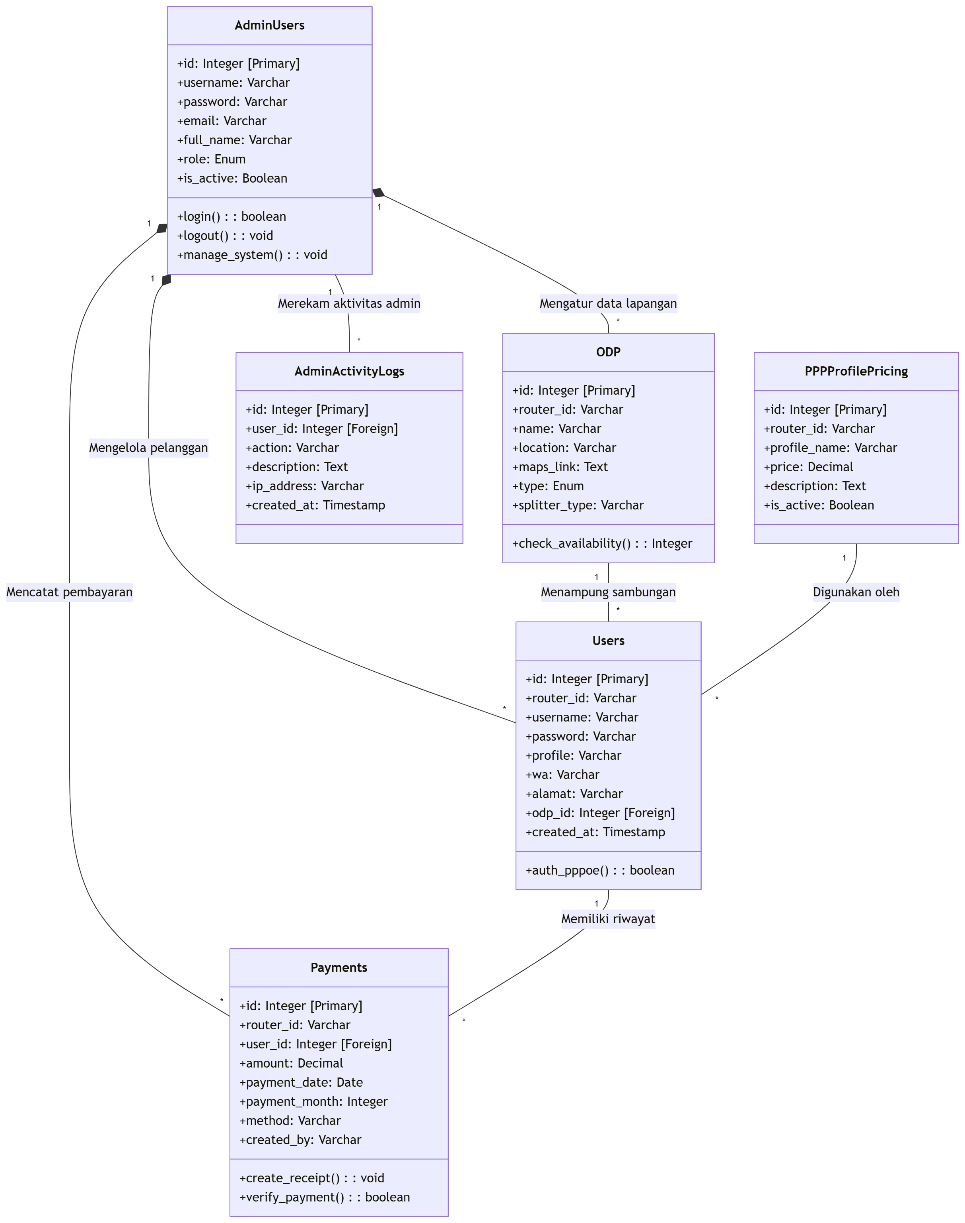 AdminUsers
+id: Integer [Primary]
+username: Varchar
+password: Varchar
+email: Varchar
+full_name: Varchar
+role: Enum
+is_active: Boolean
+login() : : boolean
+logout() : : void
+manage_system() : : void
1
1
1
1
Merekam aktivitas admin
*
Mengatur data lapangan
*
AdminActivityLogs
+id: Integer [Primary]
+user_id: Integer [Foreign]
+action: Varchar
+description: Text
+ip_address: Varchar
+created_at: Timestamp
ODP
+id: Integer [Primary]
+router_id: Varchar
+name: Varchar
+location: Varchar
+maps_link: Text
+type: Enum
+splitter_type: Varchar
+check_availability() : : Integer
PPPProfilePricing
+id: Integer [Primary]
+router_id: Varchar
+profile_name: Varchar
+price: Decimal
+description: Text
+is_active: Boolean
Mengelola pelanggan
Mencatat pembayaran
1
Menampung sambungan
*
1
Digunakan oleh
*
*
Users
+id: Integer [Primary]
+router_id: Varchar
+username: Varchar
+password: Varchar
+profile: Varchar
+wa: Varchar
+alamat: Varchar
+odp_id: Integer [Foreign]
+created_at: Timestamp
+auth_pppoe() : : boolean
1
Memiliki riwayat
*
*
Payments
+id: Integer [Primary]
+router_id: Varchar
+user_id: Integer [Foreign]
+amount: Decimal
+payment_date: Date
+payment_month: Integer
+method: Varchar
+created_by: Varchar
+create_receipt() : : void
+verify_payment() : : boolean